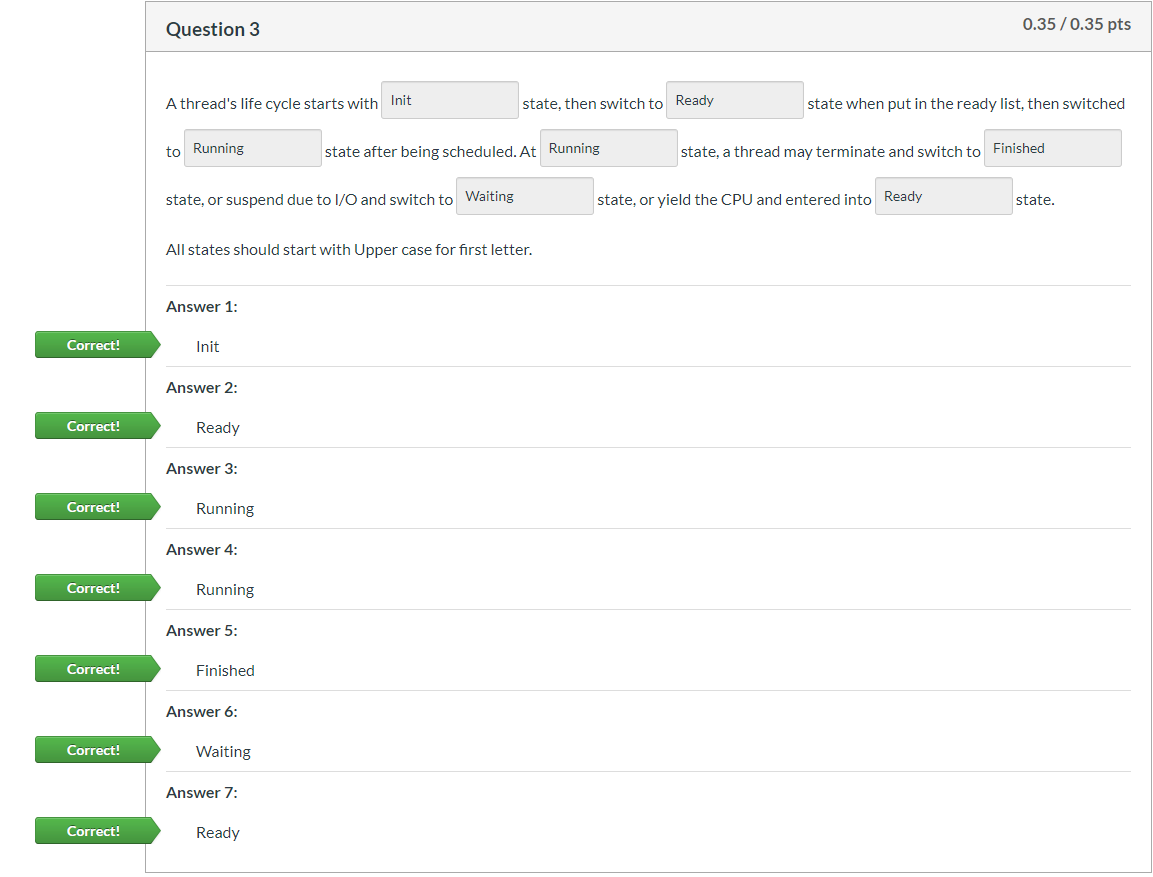 Question 3 0.35 / 0.35 pts
A thread's life cycle starts with Init state, then switch to Ready state when put in the ready list, then switched
to Running state after being scheduled. At Running state, a thread may terminate and switch to Finished
state, or suspend due to I/O and switch to Waiting state, or yield the CPU and entered into Ready state.
All states should start with Upper case for first letter.
Answer 1:
Correct! Init
Answer 2:
Correct! Ready
Answer 3:
Correct! Running
Answer 4:
Correct! Running
Answer 5:
Correct! Finished
Answer 6:
Correct! Waiting
Answer 7:
Correct! Ready